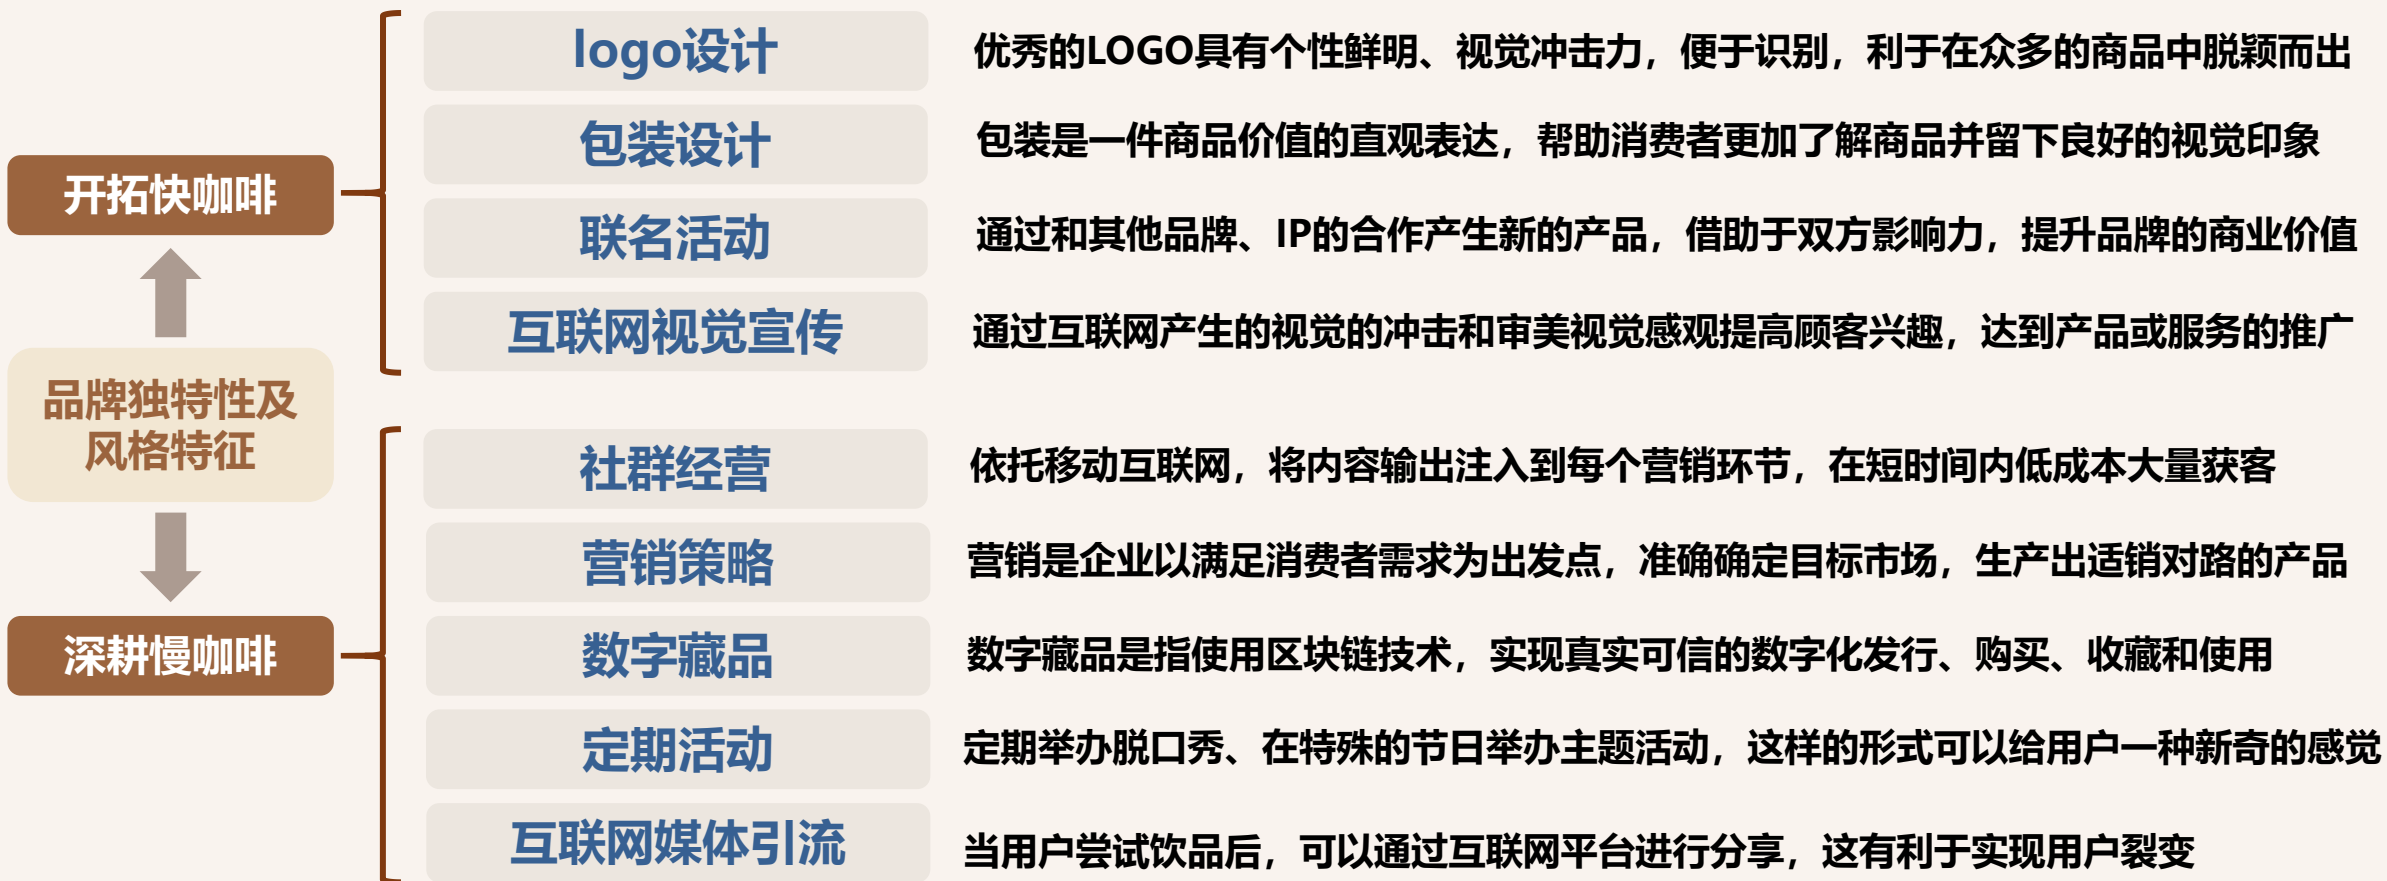 logo设计
优秀的LOGO具有个性鲜明、视觉冲击力，便于识别，利于在众多的商品中脱颖而出
包装设计
包装是一件商品价值的直观表达，帮助消费者更加了解商品并留下良好的视觉印象
开拓快咖啡
联名活动
通过和其他品牌、IP的合作产生新的产品，借助于双方影响力，提升品牌的商业价值
互联网视觉宣传
通过互联网产生的视觉的冲击和审美视觉感观提高顾客兴趣，达到产品或服务的推广
品牌独特性及
风格特征
社群经营
依托移动互联网，将内容输出注入到每个营销环节，在短时间内低成本大量获客
营销策略
营销是企业以满足消费者需求为出发点，准确确定目标市场，生产出适销对路的产品
深耕慢咖啡
数字藏品
数字藏品是指使用区块链技术，实现真实可信的数字化发行、购买、收藏和使用
定期活动
定期举办脱口秀、在特殊的节日举办主题活动，这样的形式可以给用户一种新奇的感觉
互联网媒体引流
当用户尝试饮品后，可以通过互联网平台进行分享，这有利于实现用户裂变